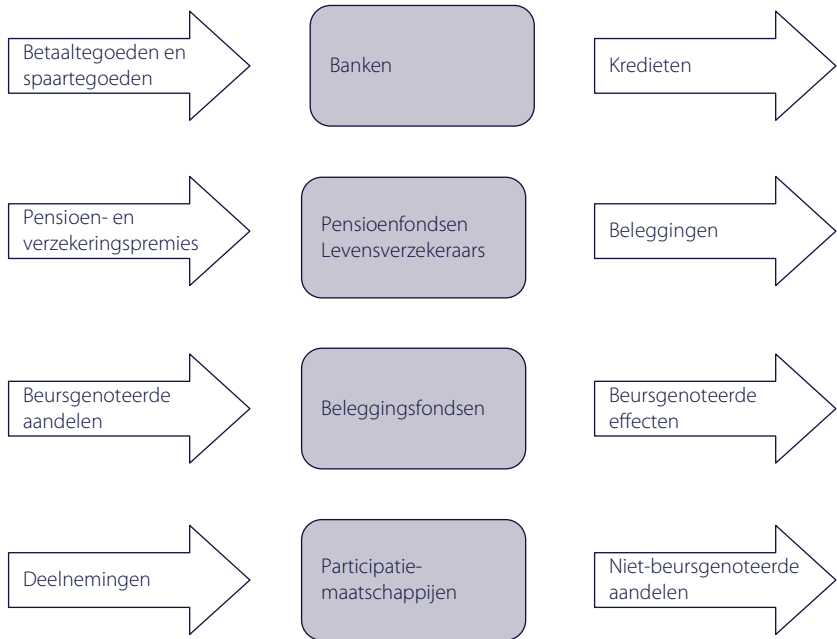 Betaaltegoeden en
spaartegoeden
Banken
Kredieten
Pensioen- en
verzekeringspremies
Pensioenfondsen
Levensverzekeraars
Beleggingen
Beursgenoteerde
aandelen
Beleggingsfondsen
Beursgenoteerde
effecten
Deelnemingen
Participatie-
maatschappijen
Niet-beursgenoteerde
aandelen